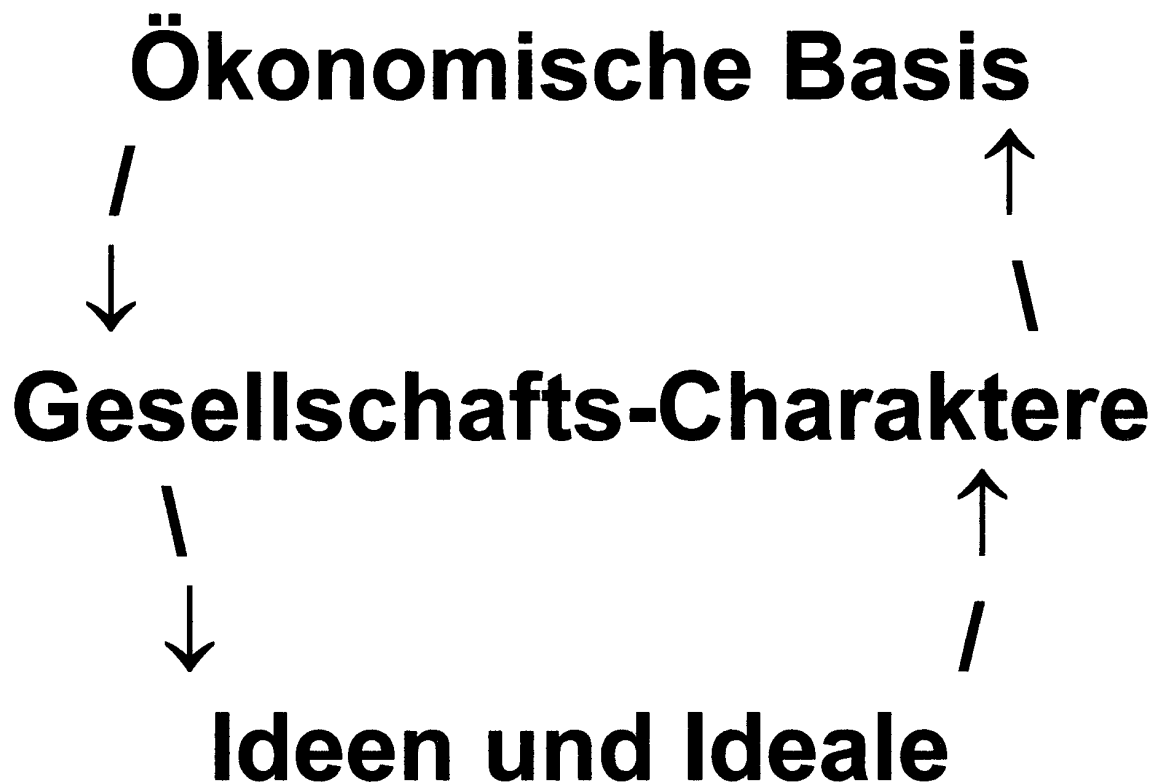 Ökonomische Basis
/ ↑
↓ \
Gesellschafts-Charaktere
\ ↑
↓ /
Ideen und Ideale